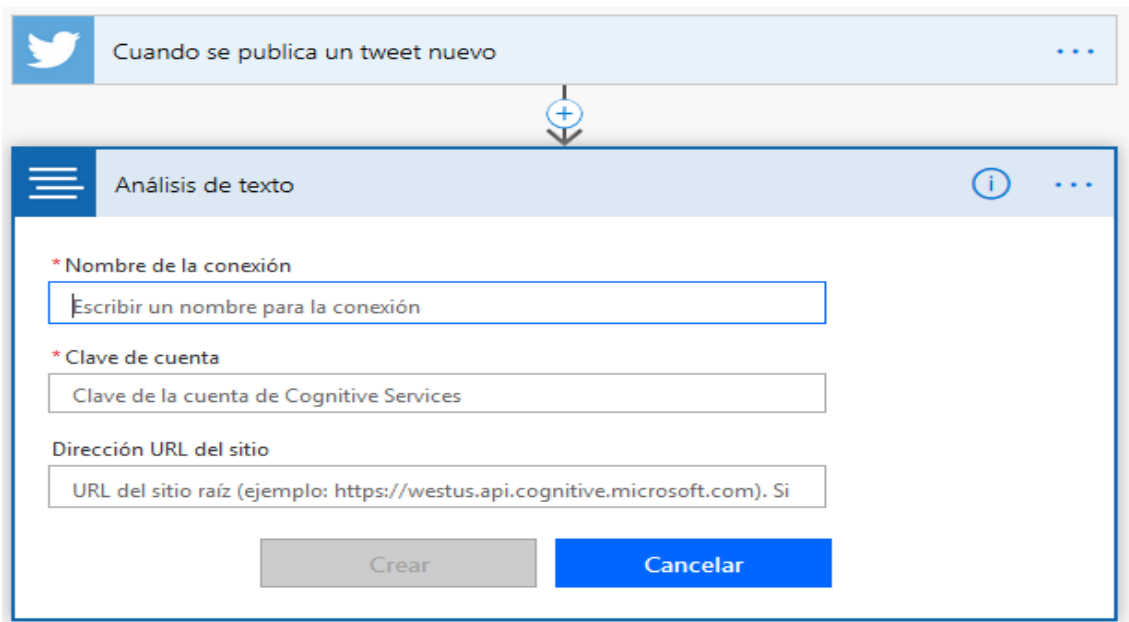 Cuando se publica un tweet nuevo
Análisis de texto
* Nombre de la conexión
Escribir un nombre para la conexión
* Clave de cuenta
Clave de la cuenta de Cognitive Services
Dirección URL del sitio
URL del sitio raíz (ejemplo: https://westus.api.cognitive.microsoft.com). Si
Crear
Cancelar